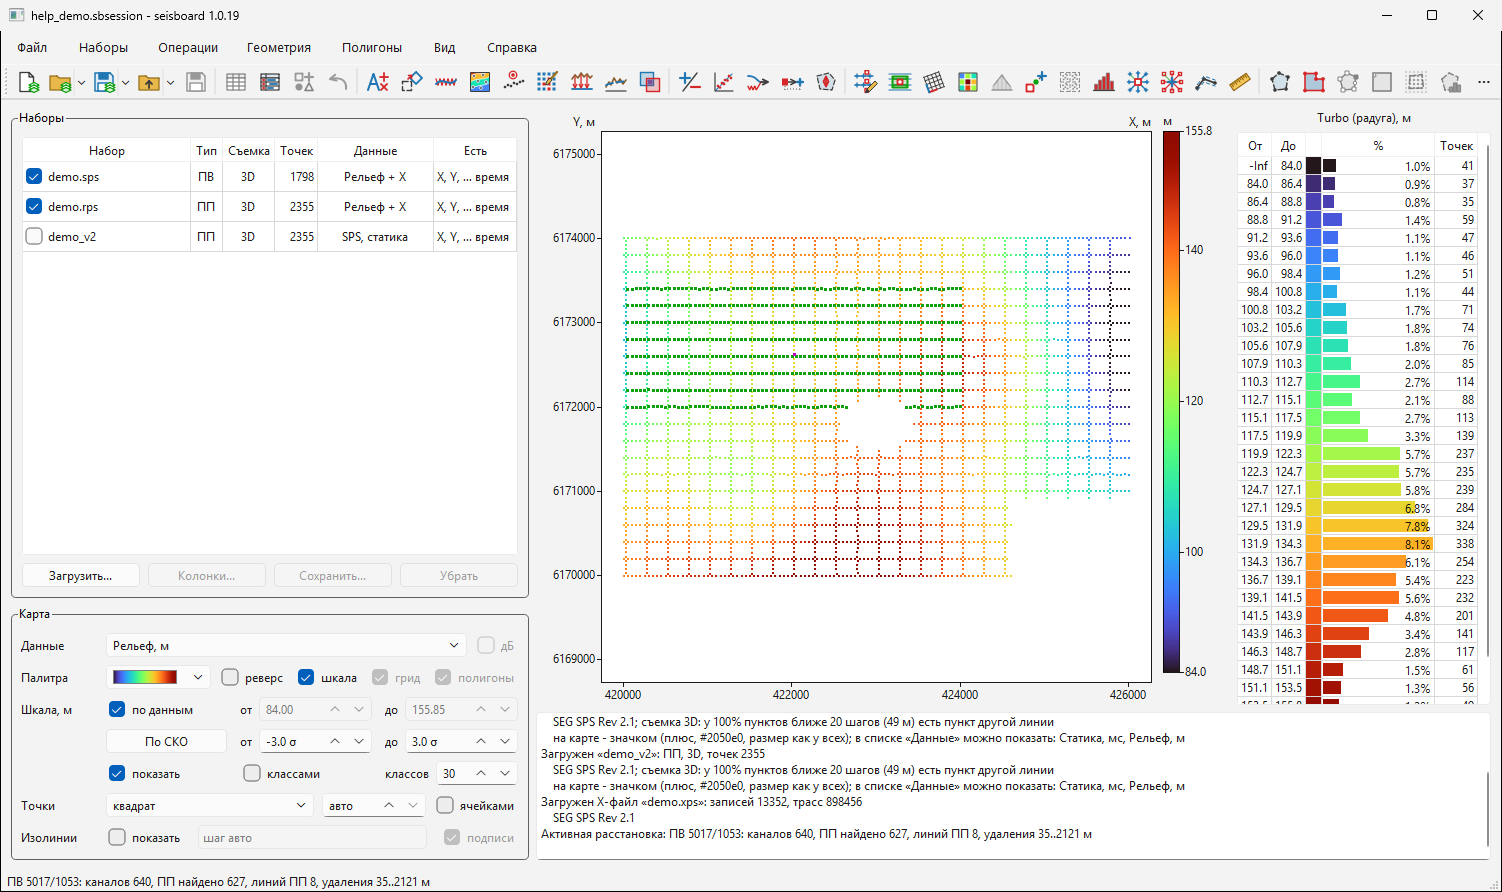 help_demo.sbsession - seisboard 1.0.19
Файл Наборы Операции Геометрия Полигоны Вид Справка
Наборы
Набор Тип Съемка Точек Данные Есть
demo.sps ПВ 3D 1798 Рельеф + X X, Y, ... время
demo.rps ПП 3D 2355 Рельеф + X X, Y, ... время
demo_v2 ПП 3D 2355 SPS, статика X, Y, ... время
Загрузить... Колонки... Сохранить... Убрать
Карта
Данные Рельеф, м дБ
Палитра реверс шкала грид полигоны
Шкала, м по данным от 84.00 до 155.85
По СКО от -3.0 σ до 3.0 σ
показать классами классов 30
Точки квадрат авто ячейками
Изолинии показать шаг авто подписи
Y, м X, м м
6175000
6174000
6173000
6172000
6171000
6170000
6169000
420000 422000 424000 426000
155.8
140
120
100
84.0
Turbo (радуга), м
От До % Точек
-Inf 84.0 1.0% 41
84.0 86.4 0.9% 37
86.4 88.8 0.8% 35
88.8 91.2 1.4% 59
91.2 93.6 1.1% 47
93.6 96.0 1.1% 46
96.0 98.4 1.2% 51
98.4 100.8 1.1% 44
100.8 103.2 1.7% 71
103.2 105.6 1.8% 74
105.6 107.9 1.8% 76
107.9 110.3 2.0% 85
110.3 112.7 2.7% 114
112.7 115.1 2.1% 88
115.1 117.5 2.7% 113
117.5 119.9 3.3% 139
119.9 122.3 5.7% 237
122.3 124.7 5.7% 235
124.7 127.1 5.8% 239
127.1 129.5 6.8% 284
129.5 131.9 7.8% 324
131.9 134.3 8.1% 338
134.3 136.7 6.1% 254
136.7 139.1 5.4% 223
139.1 141.5 5.6% 232
141.5 143.9 4.8% 201
143.9 146.3 3.4% 141
146.3 148.7 2.8% 117
148.7 151.1 1.5% 61
151.1 153.5 1.3% 56
SEG SPS Rev 2.1; съемка 3D: у 100% пунктов ближе 20 шагов (49 м) есть пункт другой линии
на карте - значком (плюс, #2050e0, размер как у всех); в списке «Данные» можно показать: Статика, мс, Рельеф, м
Загружен «demo_v2»: ПП, 3D, точек 2355
SEG SPS Rev 2.1; съемка 3D: у 100% пунктов ближе 20 шагов (49 м) есть пункт другой линии
на карте - значком (плюс, #2050e0, размер как у всех); в списке «Данные» можно показать: Статика, мс, Рельеф, м
Загружен X-файл «demo.xps»: записей 13352, трасс 898456
SEG SPS Rev 2.1
Активная расстановка: ПВ 5017/1053: каналов 640, ПП найдено 627, линий ПП 8, удаления 35..2121 м
ПВ 5017/1053: каналов 640, ПП найдено 627, линий ПП 8, удаления 35..2121 м